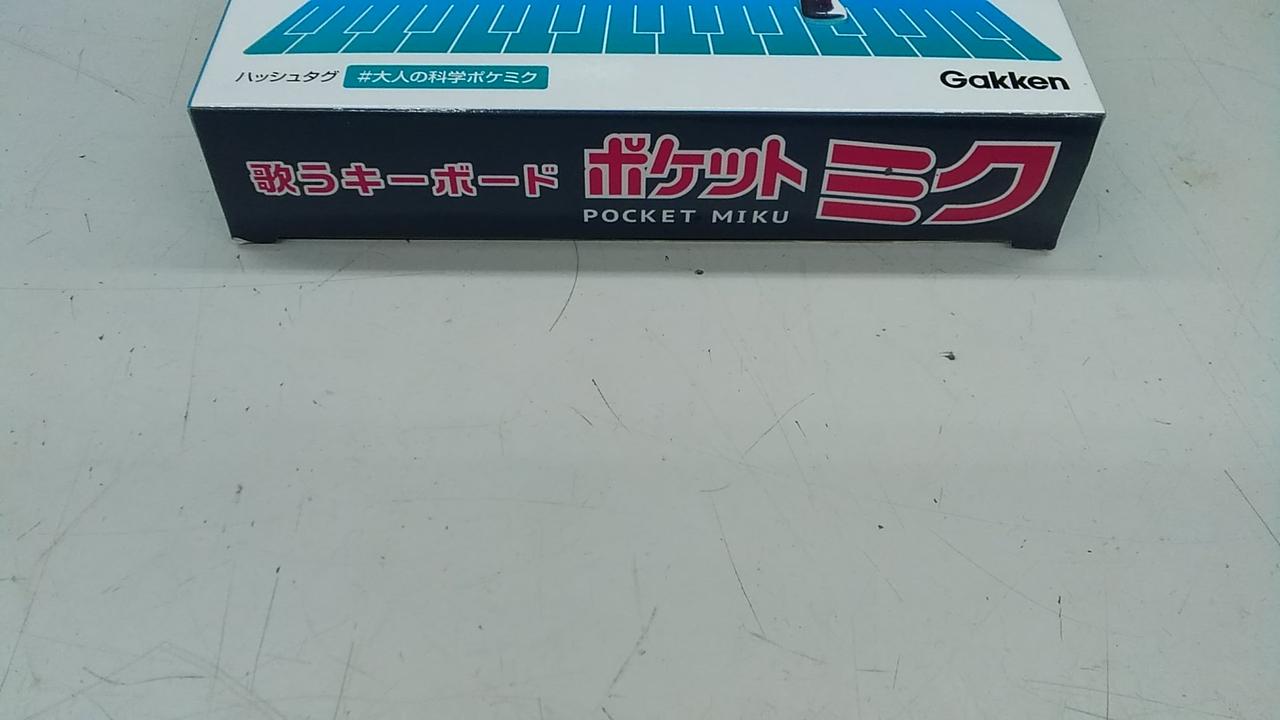 ハッシュタグ #大人の科学ポケミク
Gakken
歌うキーボード ポケット ミク
POCKET MIKU